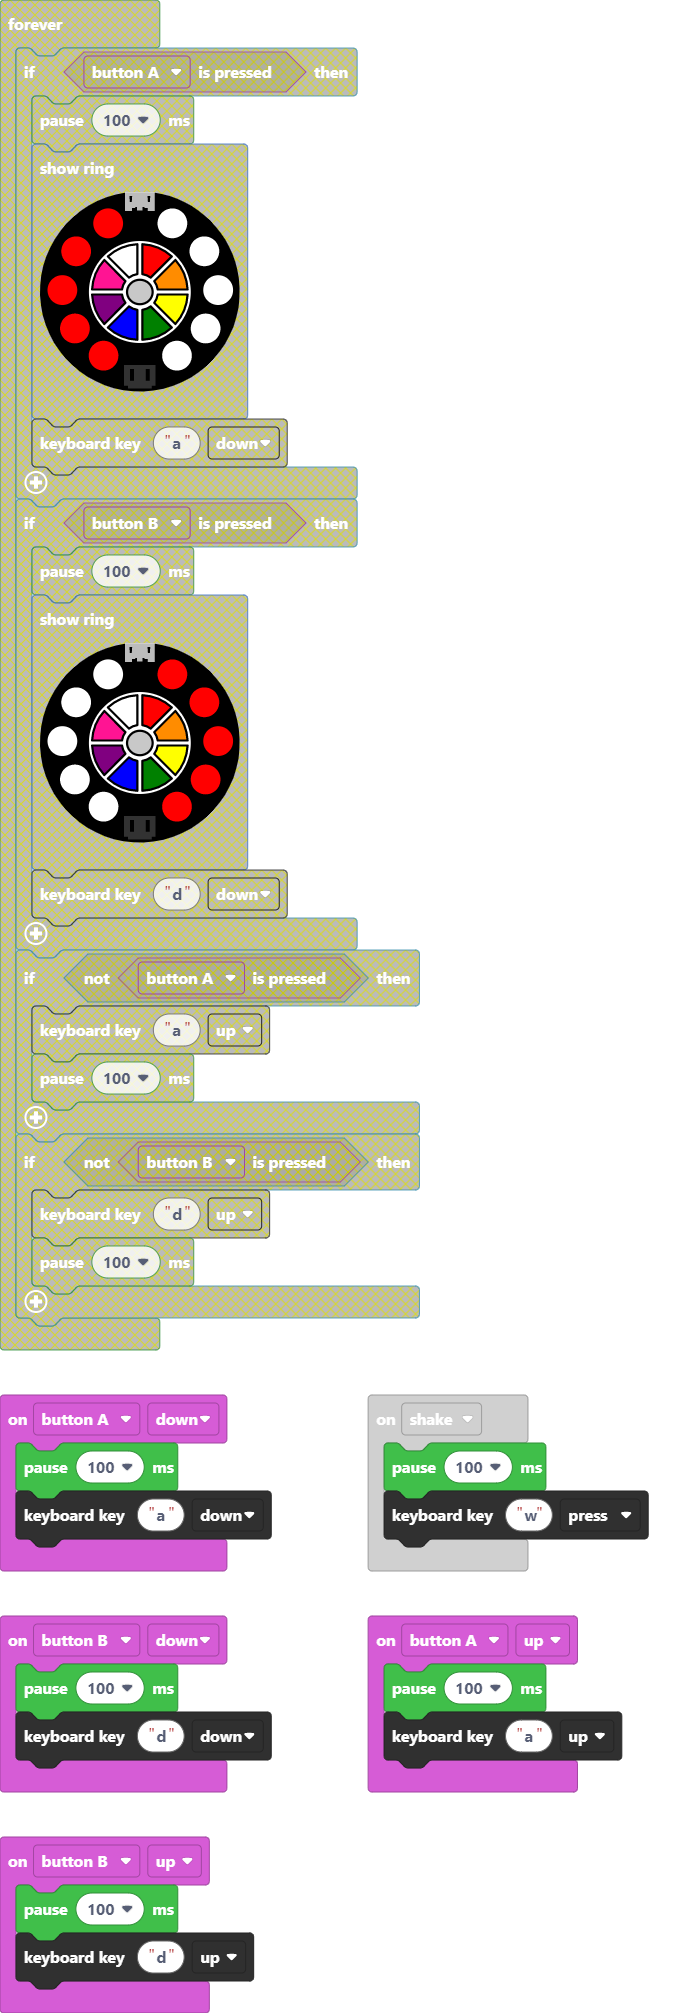 forever
if button A is pressed then
pause 100 ms
show ring
keyboard key "a" down
if button B is pressed then
pause 100 ms
show ring
keyboard key "d" down
if not button A is pressed then
keyboard key "a" up
pause 100 ms
if not button B is pressed then
keyboard key "d" up
pause 100 ms
on button A down
pause 100 ms
keyboard key "a" down
on shake
pause 100 ms
keyboard key "w" press
on button B down
pause 100 ms
keyboard key "d" down
on button A up
pause 100 ms
keyboard key "a" up
on button B up
pause 100 ms
keyboard key "d" up